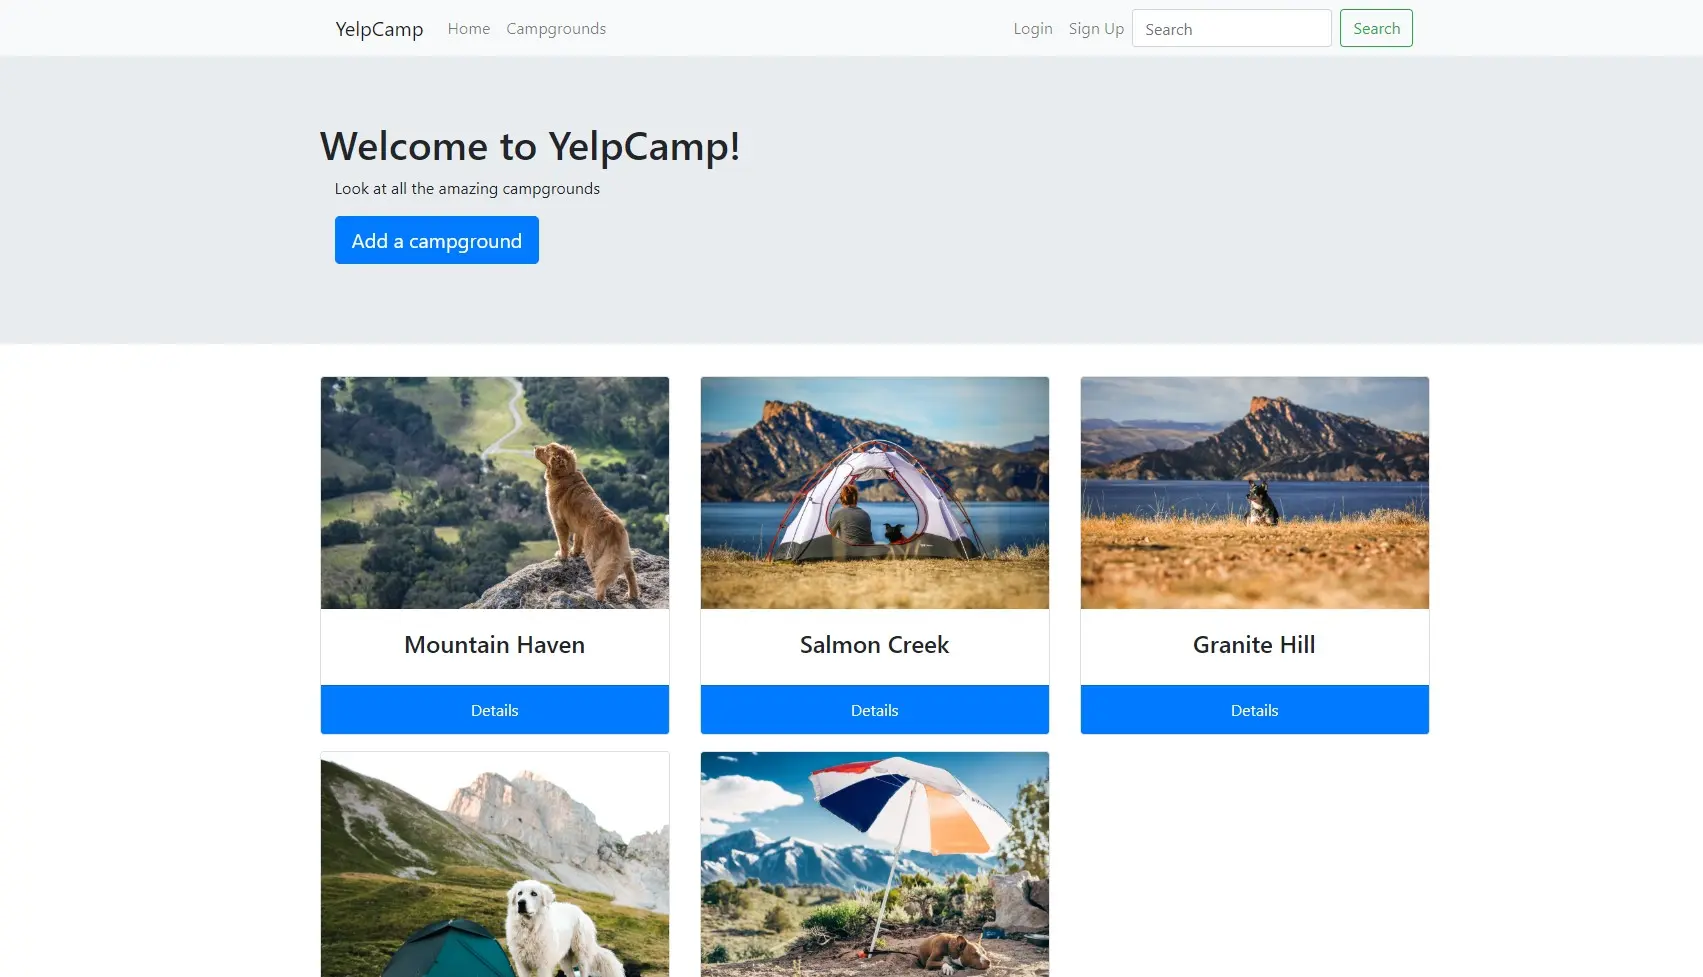 YelpCamp Home Campgrounds Login Sign Up Search Search
Welcome to YelpCamp!
Look at all the amazing campgrounds
Add a campground
Mountain Haven
Salmon Creek
Granite Hill
Details
Details
Details